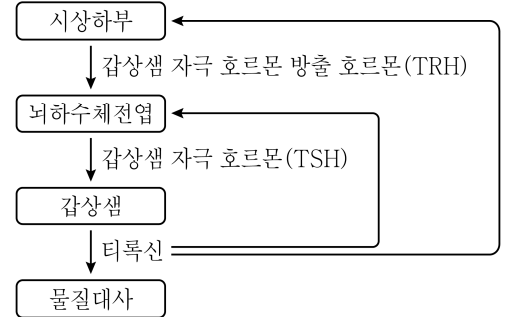 시상하부
갑상샘 자극 호르몬 방출 호르몬(TRH)
뇌하수체전엽
갑상샘 자극 호르몬(TSH)
갑상샘
티록신
물질대사